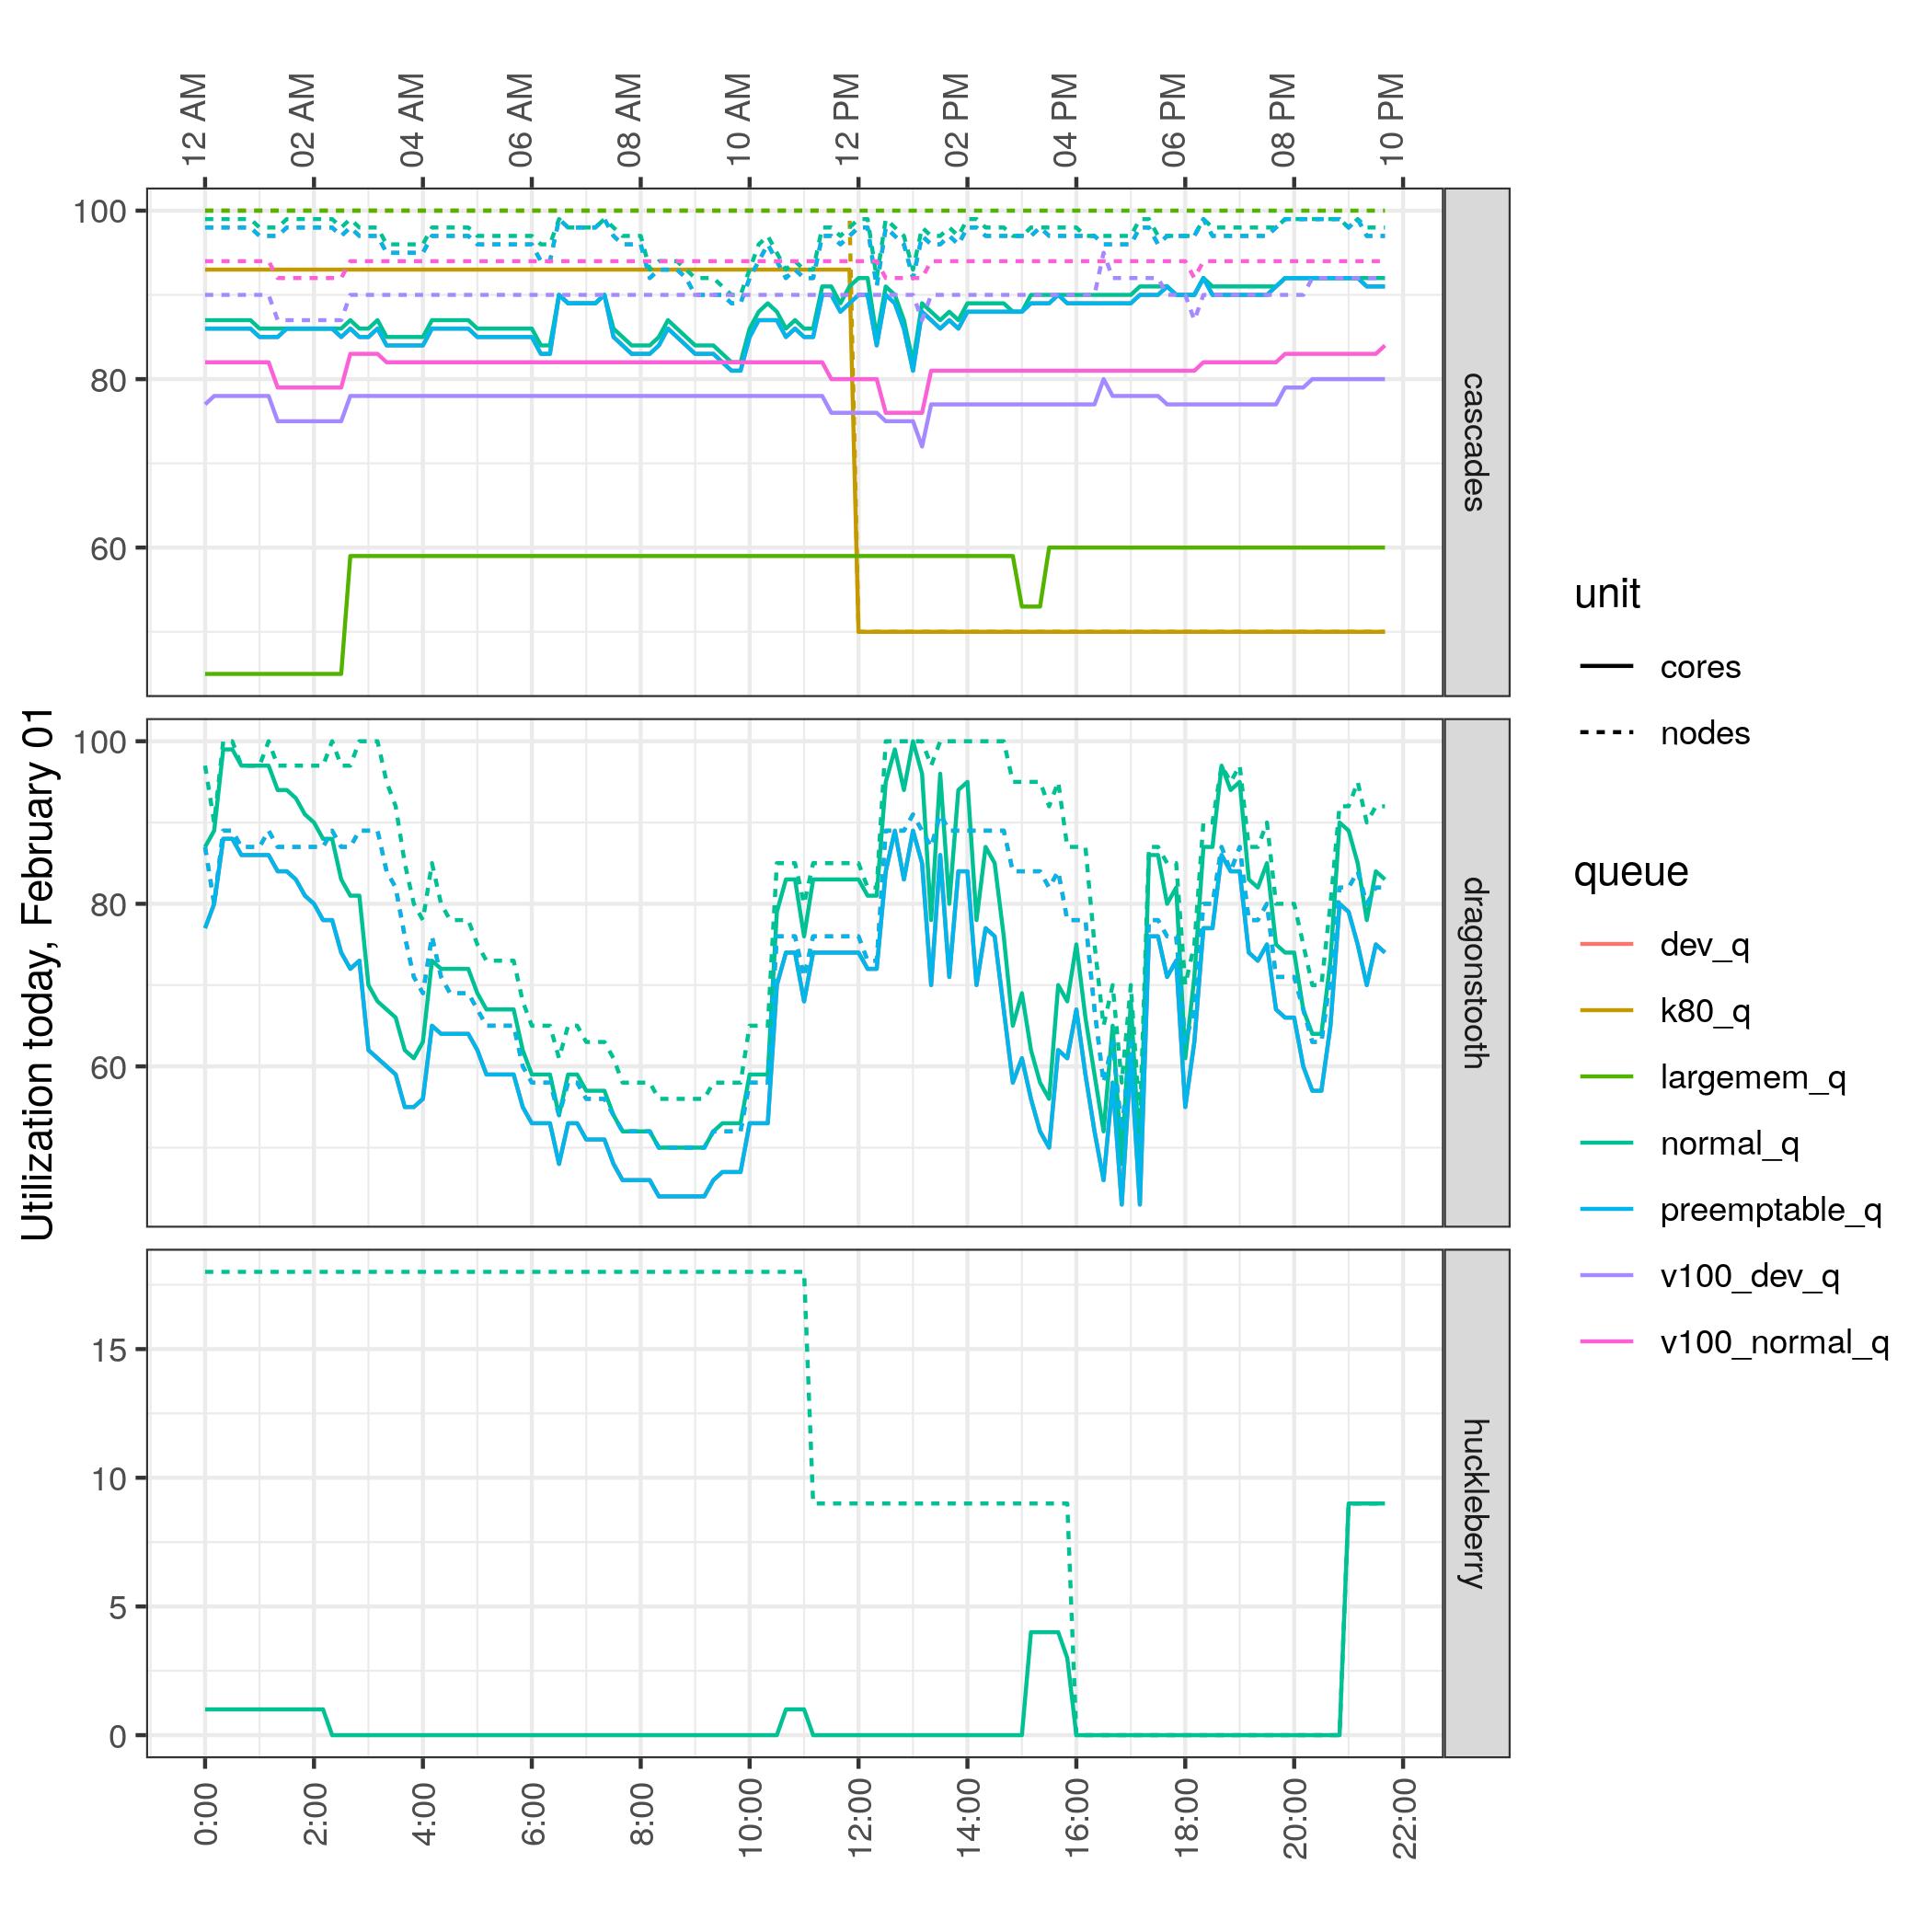 12 AM
02 AM
04 AM
06 AM
08 AM
10 AM
12 PM
02 PM
04 PM
06 PM
08 PM
10 PM
100
80
60
cascades
100
80
60
dragonstooth
15
10
5
0
huckleberry
0:00
2:00
4:00
6:00
8:00
10:00
12:00
14:00
16:00
18:00
20:00
22:00
Utilization today, February 01
unit
cores
nodes
queue
dev_q
k80_q
largemem_q
normal_q
preemptable_q
v100_dev_q
v100_normal_q